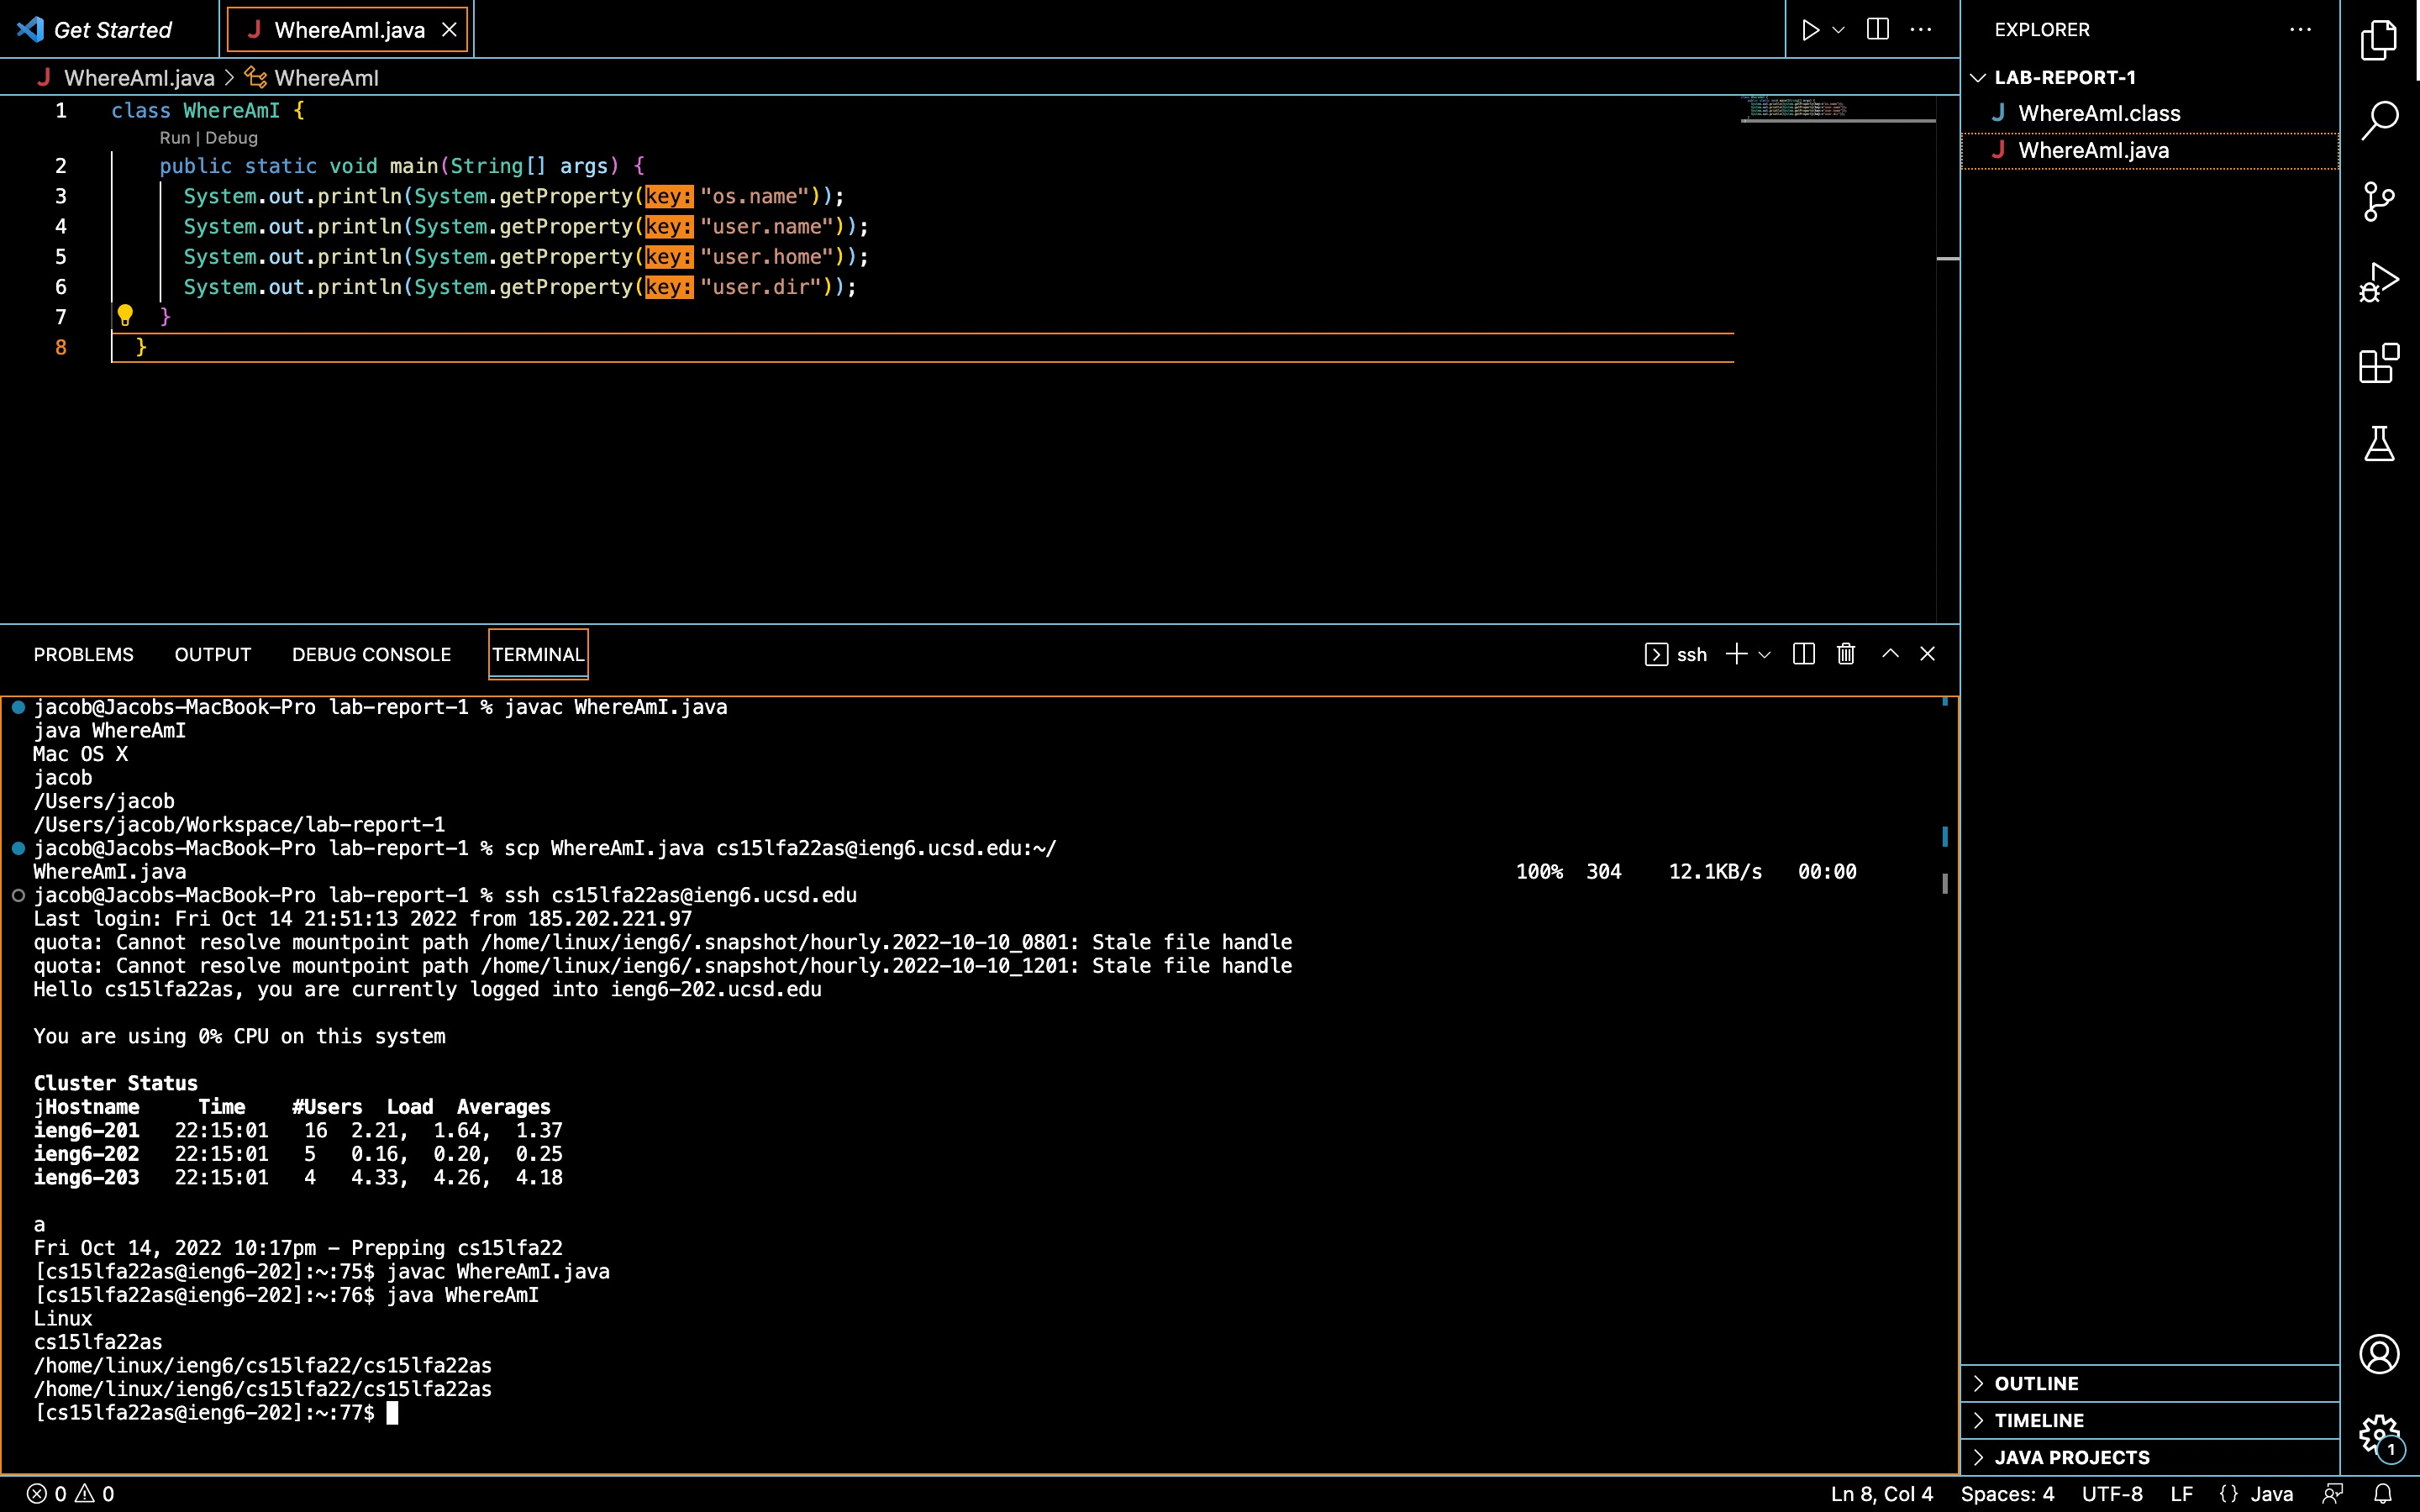 Get Started
WhereAmI.java
WhereAmI.java > WhereAmI
1 class WhereAmI {
Run | Debug
2 public static void main(String[] args) {
3 System.out.println(System.getProperty(key: "os.name"));
4 System.out.println(System.getProperty(key: "user.name"));
5 System.out.println(System.getProperty(key: "user.home"));
6 System.out.println(System.getProperty(key: "user.dir"));
7 }
8 }
EXPLORER
LAB-REPORT-1
WhereAmI.class
WhereAmI.java
PROBLEMS OUTPUT DEBUG CONSOLE TERMINAL
ssh
jacob@Jacobs-MacBook-Pro lab-report-1 % javac WhereAmI.java
java WhereAmI
Mac OS X
jacob
/Users/jacob
/Users/jacob/Workspace/lab-report-1
jacob@Jacobs-MacBook-Pro lab-report-1 % scp WhereAmI.java cs15lfa22as@ieng6.ucsd.edu:~/
WhereAmI.java 100% 304 12.1KB/s 00:00
jacob@Jacobs-MacBook-Pro lab-report-1 % ssh cs15lfa22as@ieng6.ucsd.edu
Last login: Fri Oct 14 21:51:13 2022 from 185.202.221.97
quota: Cannot resolve mountpoint path /home/linux/ieng6/.snapshot/hourly.2022-10-10_0801: Stale file handle
quota: Cannot resolve mountpoint path /home/linux/ieng6/.snapshot/hourly.2022-10-10_1201: Stale file handle
Hello cs15lfa22as, you are currently logged into ieng6-202.ucsd.edu
You are using 0% CPU on this system
Cluster Status
jHostname Time #Users Load Averages
ieng6-201 22:15:01 16 2.21, 1.64, 1.37
ieng6-202 22:15:01 5 0.16, 0.20, 0.25
ieng6-203 22:15:01 4 4.33, 4.26, 4.18
a
Fri Oct 14, 2022 10:17pm - Prepping cs15lfa22
[cs15lfa22as@ieng6-202]:~:75$ javac WhereAmI.java
[cs15lfa22as@ieng6-202]:~:76$ java WhereAmI
Linux
cs15lfa22as
/home/linux/ieng6/cs15lfa22/cs15lfa22as
/home/linux/ieng6/cs15lfa22/cs15lfa22as
[cs15lfa22as@ieng6-202]:~:77$
OUTLINE
TIMELINE
JAVA PROJECTS
1
0 0
Ln 8, Col 4 Spaces: 4 UTF-8 LF {} Java